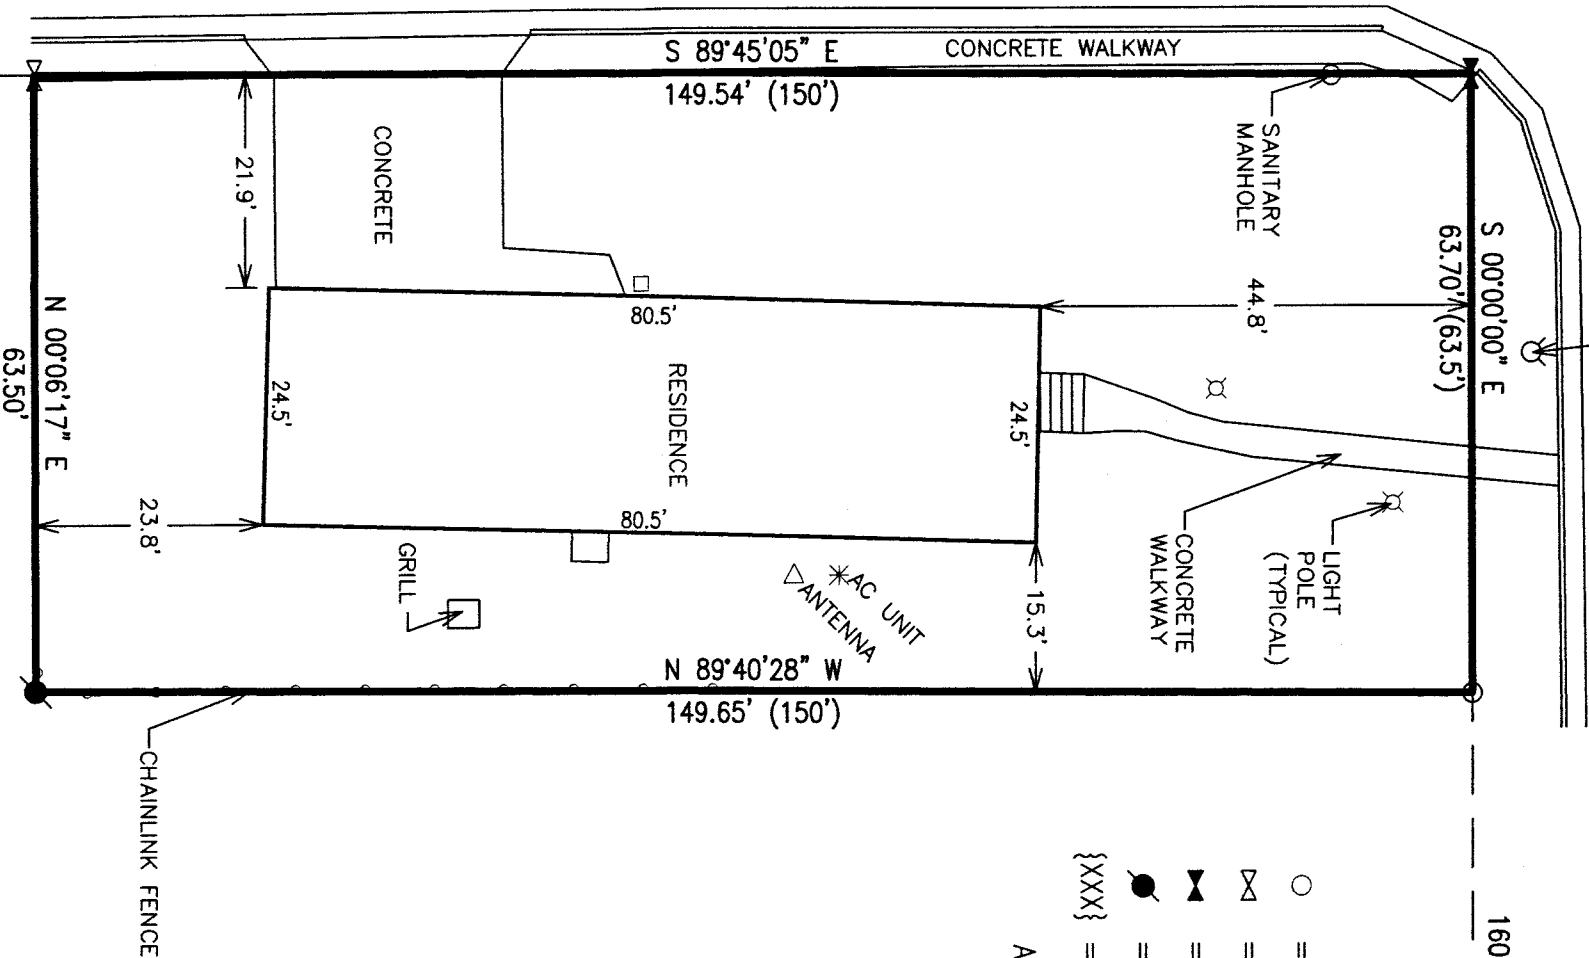 S 89°45'05" E
149.54' (150')
CONCRETE WALKWAY
SANITARY
MANHOLE
S 00°00'00" E
63.70' (63.5')
CONCRETE
21.9'
44.8'
80.5'
RESIDENCE
24.5'
24.5'
80.5'
N 00°06'17" E
63.50'
23.8'
GRILL
AC UNIT
ANTENNA
15.3'
CONCRETE
WALKWAY
LIGHT
POLE
(TYPICAL)
N 89°40'28" W
149.65' (150')
CHAINLINK FENCE
160
=
=
=
=
{XXX} =
A